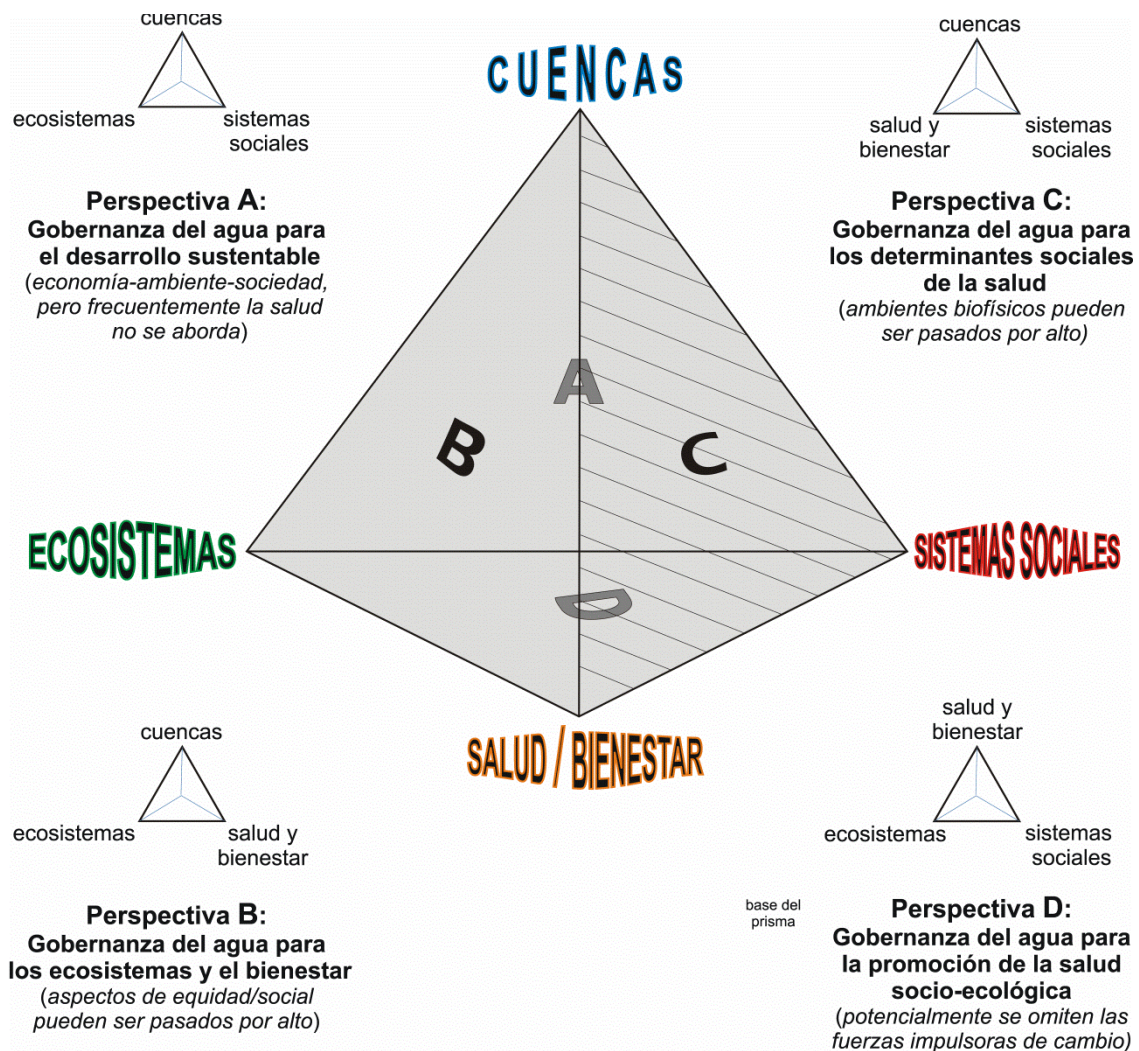 cuencas
ecosistemas
sistemas
sociales
Perspectiva A:
Gobernanza del agua para
el desarrollo sustentable
(economía-ambiente-sociedad,
pero frecuentemente la salud
no se aborda)
CUENCAS
cuencas
salud y
bienestar
sistemas
sociales
Perspectiva C:
Gobernanza del agua para
los determinantes sociales
de la salud
(ambientes biofísicos pueden
ser pasados por alto)
A
B
C
ECOSISTEMAS
SISTEMAS SOCIALES
D
SALUD / BIENESTAR
cuencas
ecosistemas
salud y
bienestar
Perspectiva B:
Gobernanza del agua para
los ecosistemas y el bienestar
(aspectos de equidad/social
pueden ser pasados por alto)
salud y
bienestar
ecosistemas
sistemas
sociales
base del
prisma
Perspectiva D:
Gobernanza del agua para
la promoción de la salud
socio-ecológica
(potencialmente se omiten las
fuerzas impulsoras de cambio)